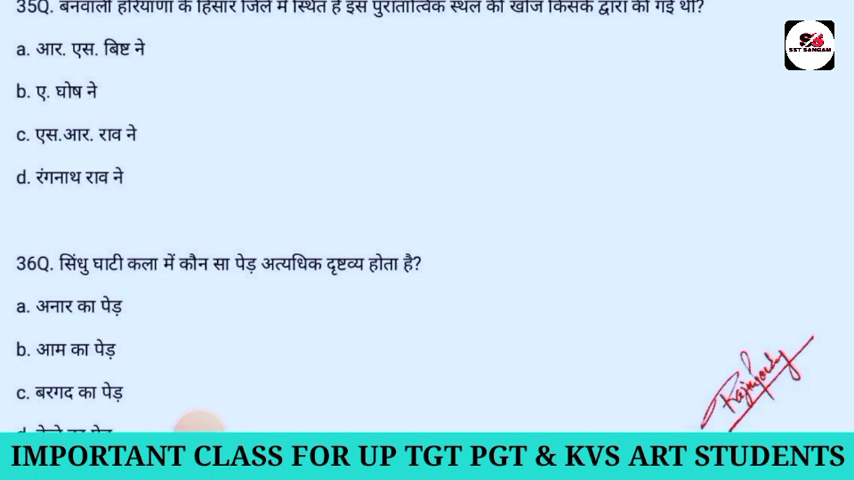 35Q. बनवाली हरियाणा के हिसार जिले में स्थित है इस पुरातात्विक स्थल की खोज किसके द्वारा की गई थी?
a. आर. एस. बिष्ट ने
b. ए. घोष ने
c. एस.आर. राव ने
d. रंगनाथ राव ने
36Q. सिंधु घाटी कला में कौन सा पेड़ अत्यधिक दृष्टव्य होता है?
a. अनार का पेड़
b. आम का पेड़
c. बरगद का पेड़
SST SANGAM
IMPORTANT CLASS FOR UP TGT PGT & KVS ART STUDENTS